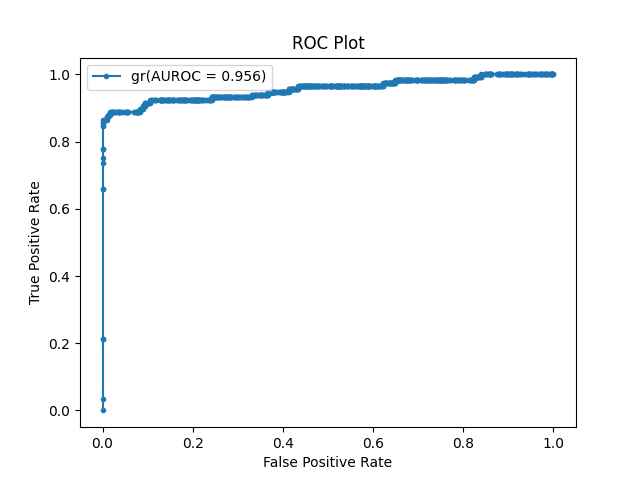 ROC Plot
gr(AUROC = 0.956)
True Positive Rate
1.0
0.8
0.6
0.4
0.2
0.0
0.0 0.2 0.4 0.6 0.8 1.0
False Positive Rate